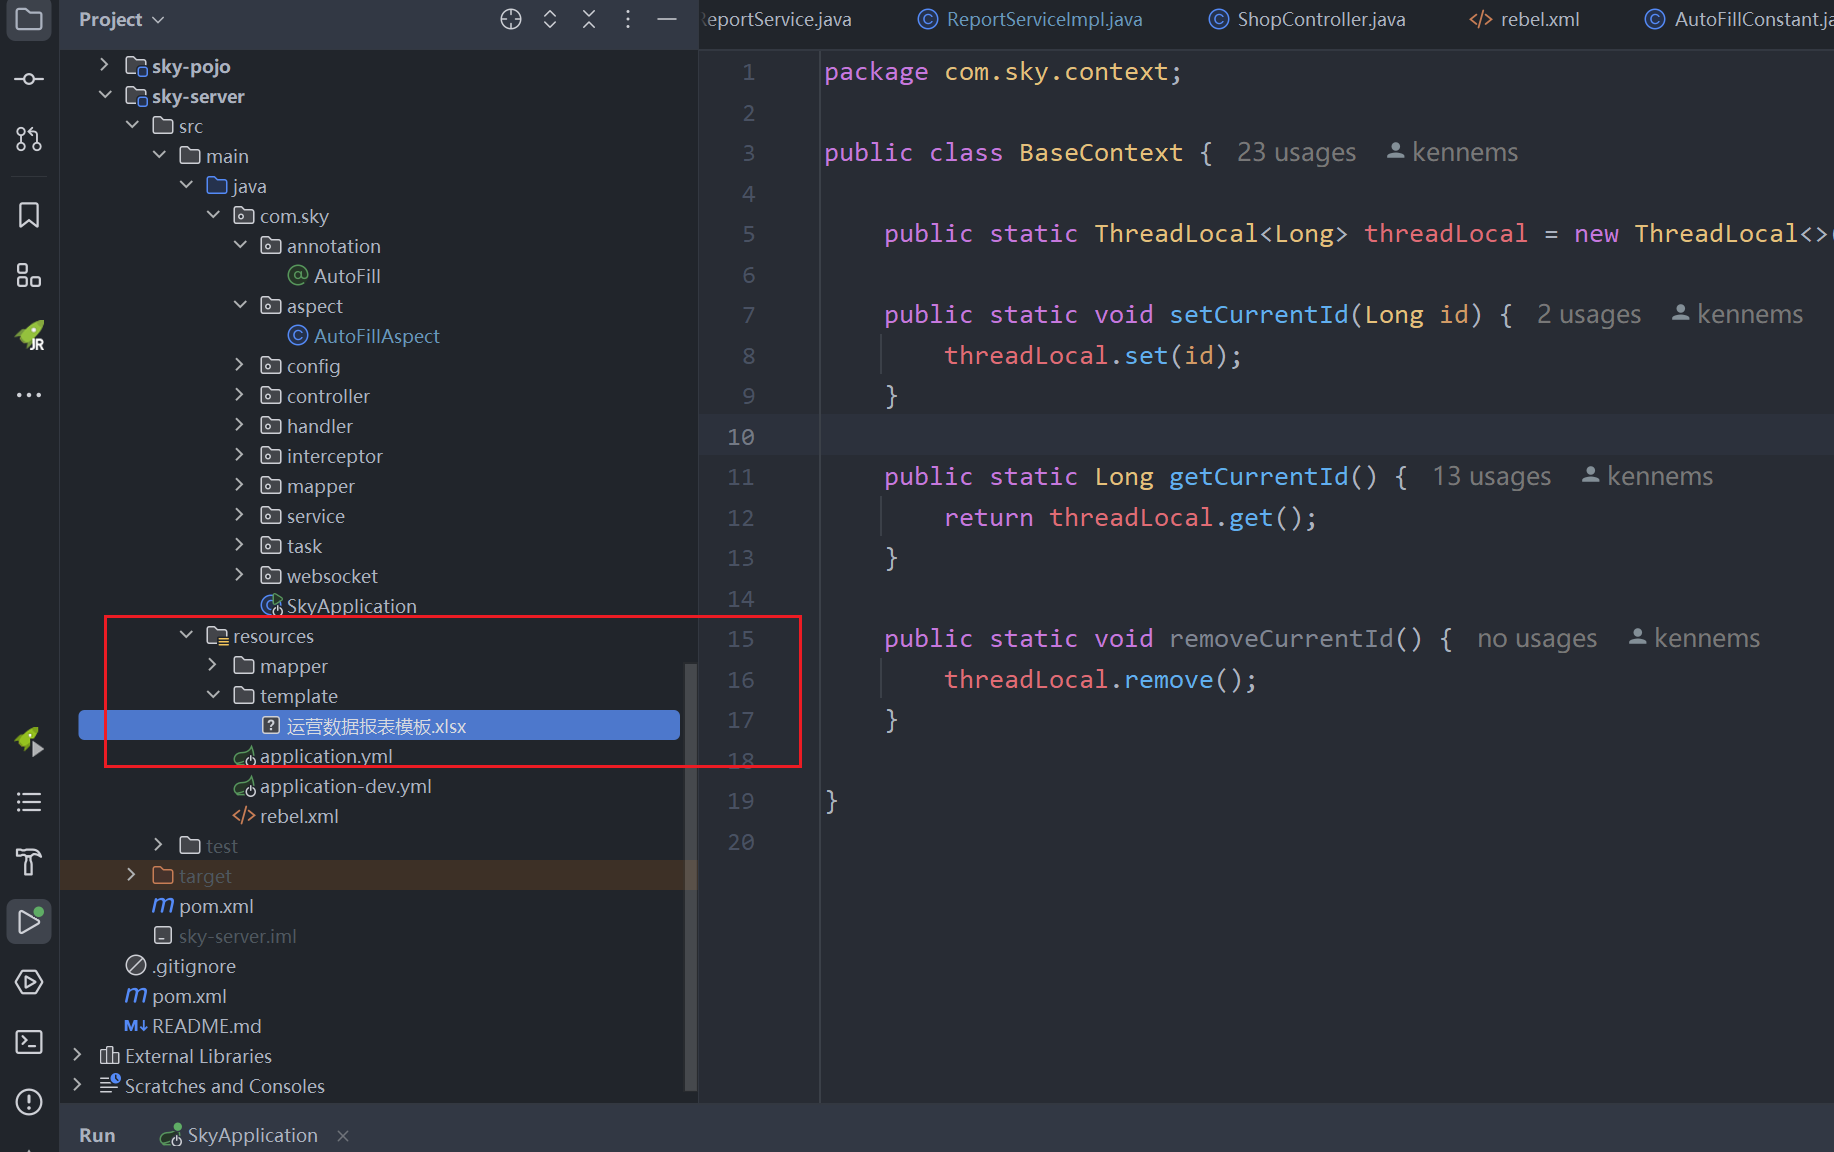 Project
ReportService.java
ReportServiceImpl.java
ShopController.java
rebel.xml
AutoFillConstant.ja
sky-pojo
sky-server
src
main
java
com.sky
annotation
AutoFill
aspect
AutoFillAspect
config
controller
handler
interceptor
mapper
service
task
websocket
SkyApplication
resources
mapper
template
运营数据报表模板.xlsx
application.yml
application-dev.yml
rebel.xml
test
target
pom.xml
sky-server.iml
.gitignore
pom.xml
README.md
External Libraries
Scratches and Consoles
1 package com.sky.context;
2
3 public class BaseContext { 23 usages kennems
4
5 public static ThreadLocal<Long> threadLocal = new ThreadLocal<>(
6
7 public static void setCurrentId(Long id) { 2 usages kennems
8 threadLocal.set(id);
9 }
10
11 public static Long getCurrentId() { 13 usages kennems
12 return threadLocal.get();
13 }
14
15 public static void removeCurrentId() { no usages kennems
16 threadLocal.remove();
17 }
18
19 }
20
Run
SkyApplication